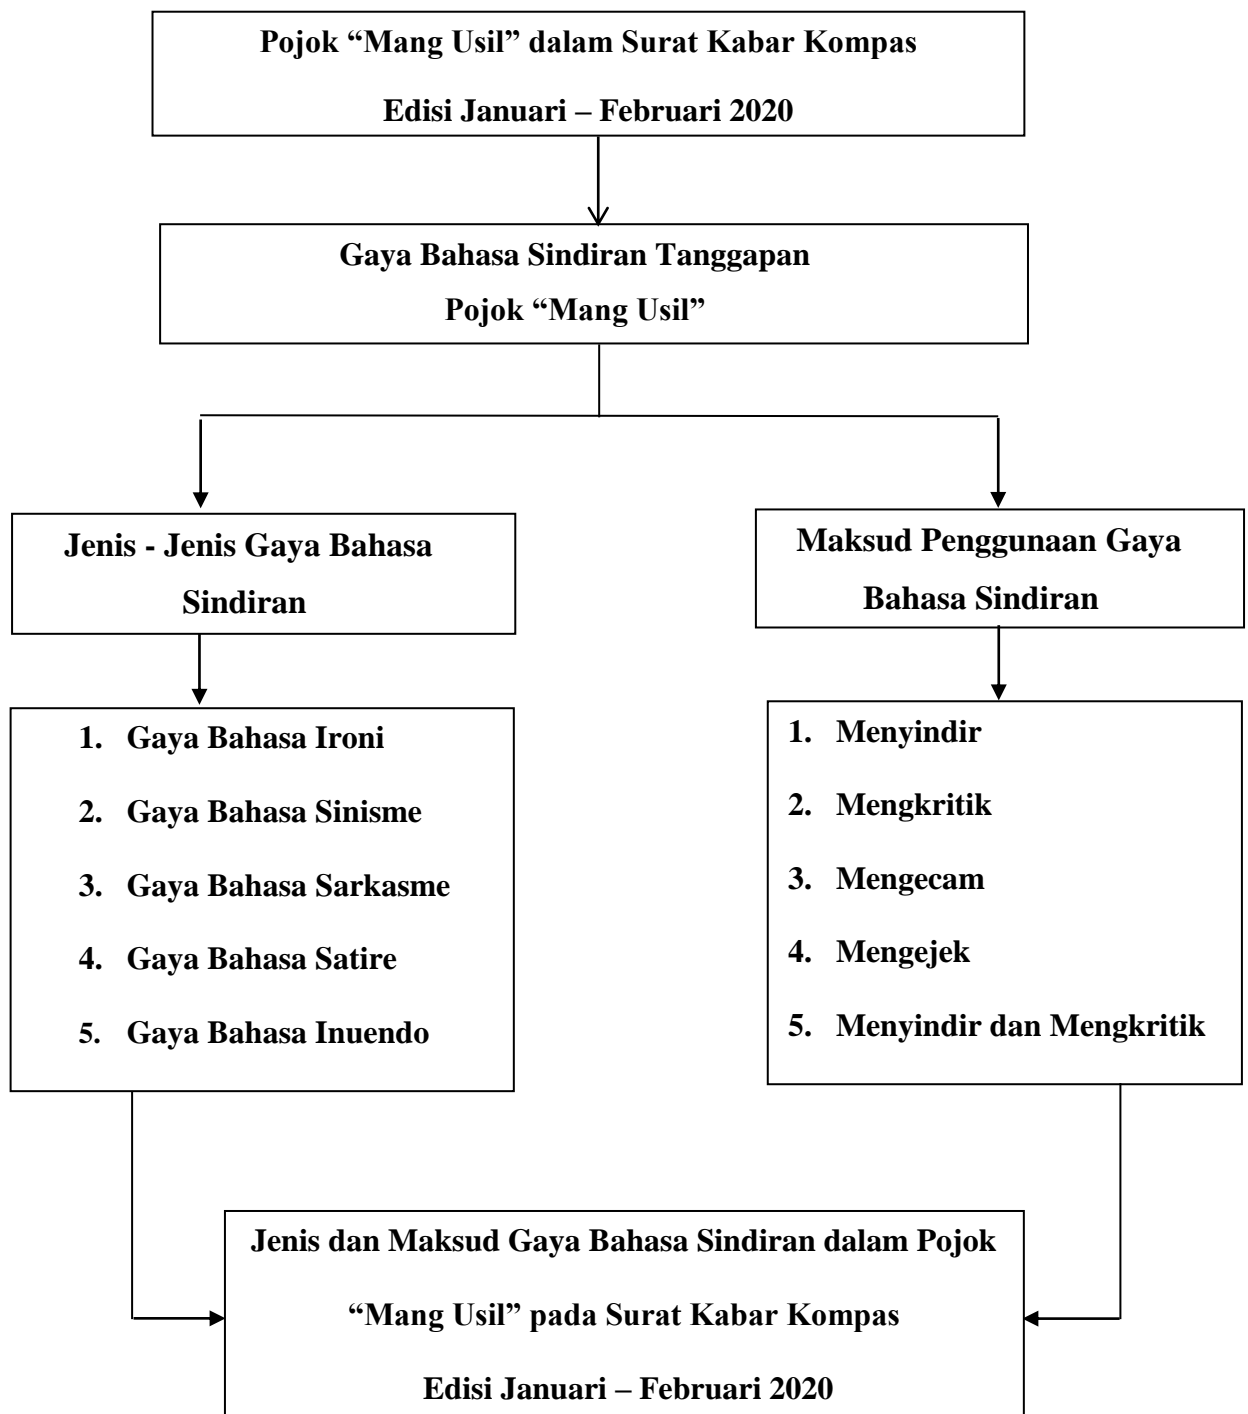 Pojok “Mang Usil” dalam Surat Kabar Kompas
Edisi Januari – Februari 2020
Gaya Bahasa Sindiran Tanggapan
Pojok “Mang Usil”
Jenis - Jenis Gaya Bahasa
Sindiran
Maksud Penggunaan Gaya
Bahasa Sindiran
1. Gaya Bahasa Ironi
2. Gaya Bahasa Sinisme
3. Gaya Bahasa Sarkasme
4. Gaya Bahasa Satire
5. Gaya Bahasa Inuendo
1. Menyindir
2. Mengkritik
3. Mengecam
4. Mengejek
5. Menyindir dan Mengkritik
Jenis dan Maksud Gaya Bahasa Sindiran dalam Pojok
“Mang Usil” pada Surat Kabar Kompas
Edisi Januari – Februari 2020